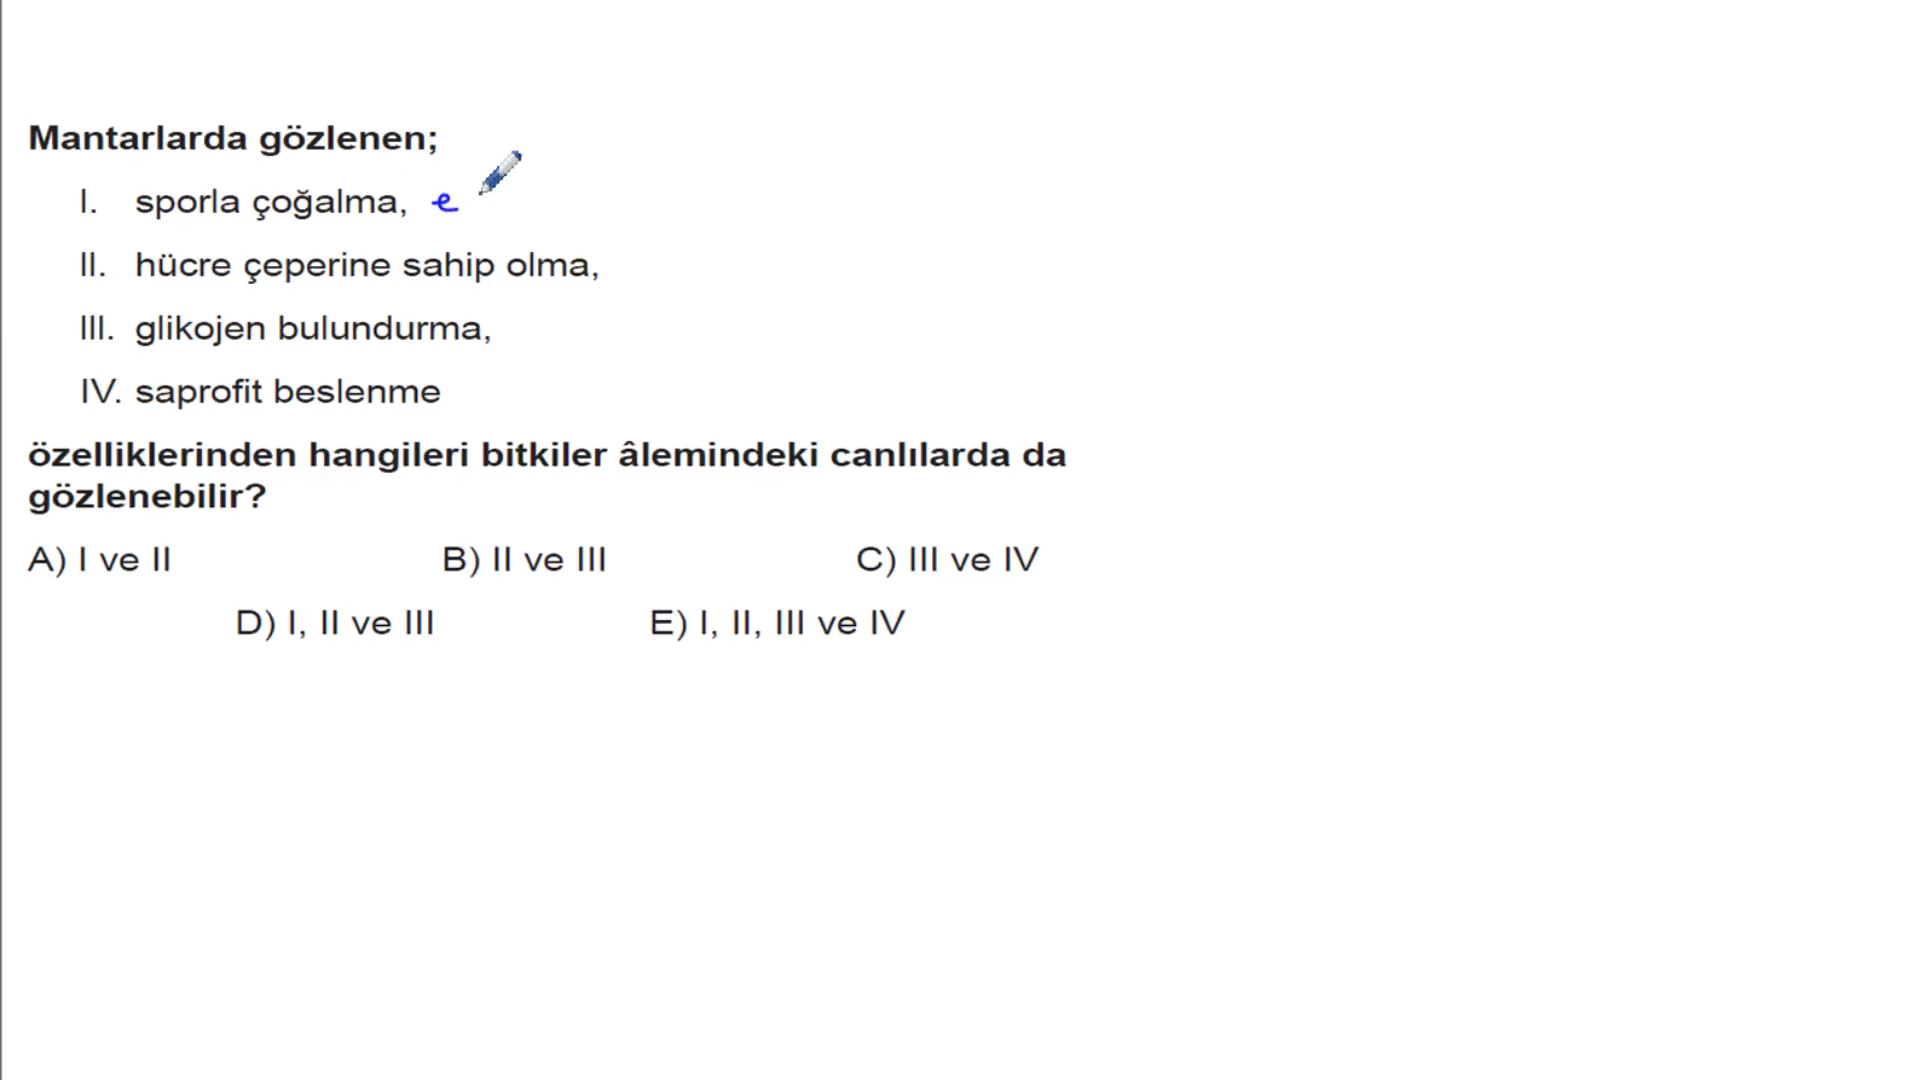 Mantarlarda gözlenen;
I. sporla çoğalma, e
II. hücre çeperine sahip olma,
III. glikojen bulundurma,
IV. saprofit beslenme
özelliklerinden hangileri bitkiler âlemindeki canlılarda da
gözlenebilir?
A) I ve II B) II ve III C) III ve IV
D) I, II ve III E) I, II, III ve IV